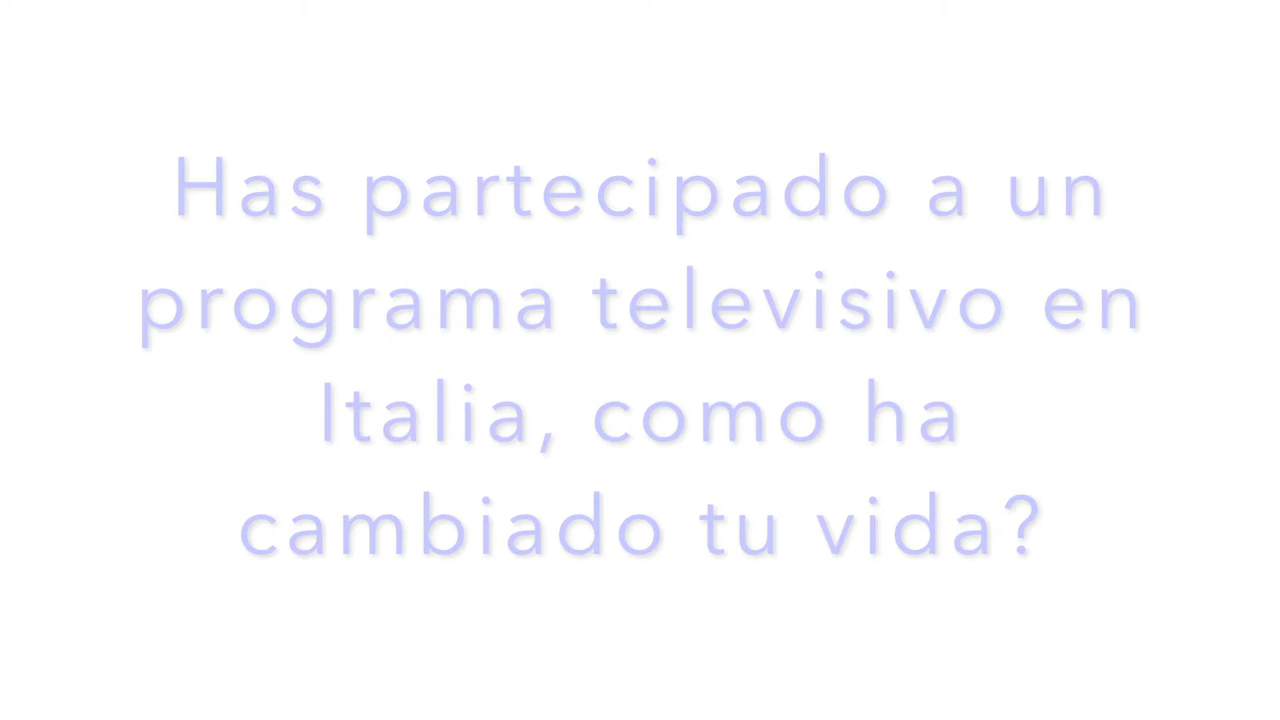 Has partecipado a un
programa televisivo en
Italia, como ha
cambiado tu vida?